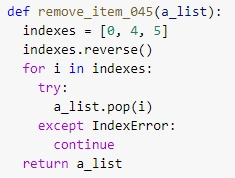 def remove_item_045(a_list):
  indexes = [0, 4, 5]
  indexes.reverse()
  for i in indexes:
    try:
      a_list.pop(i)
    except IndexError:
      continue
  return a_list